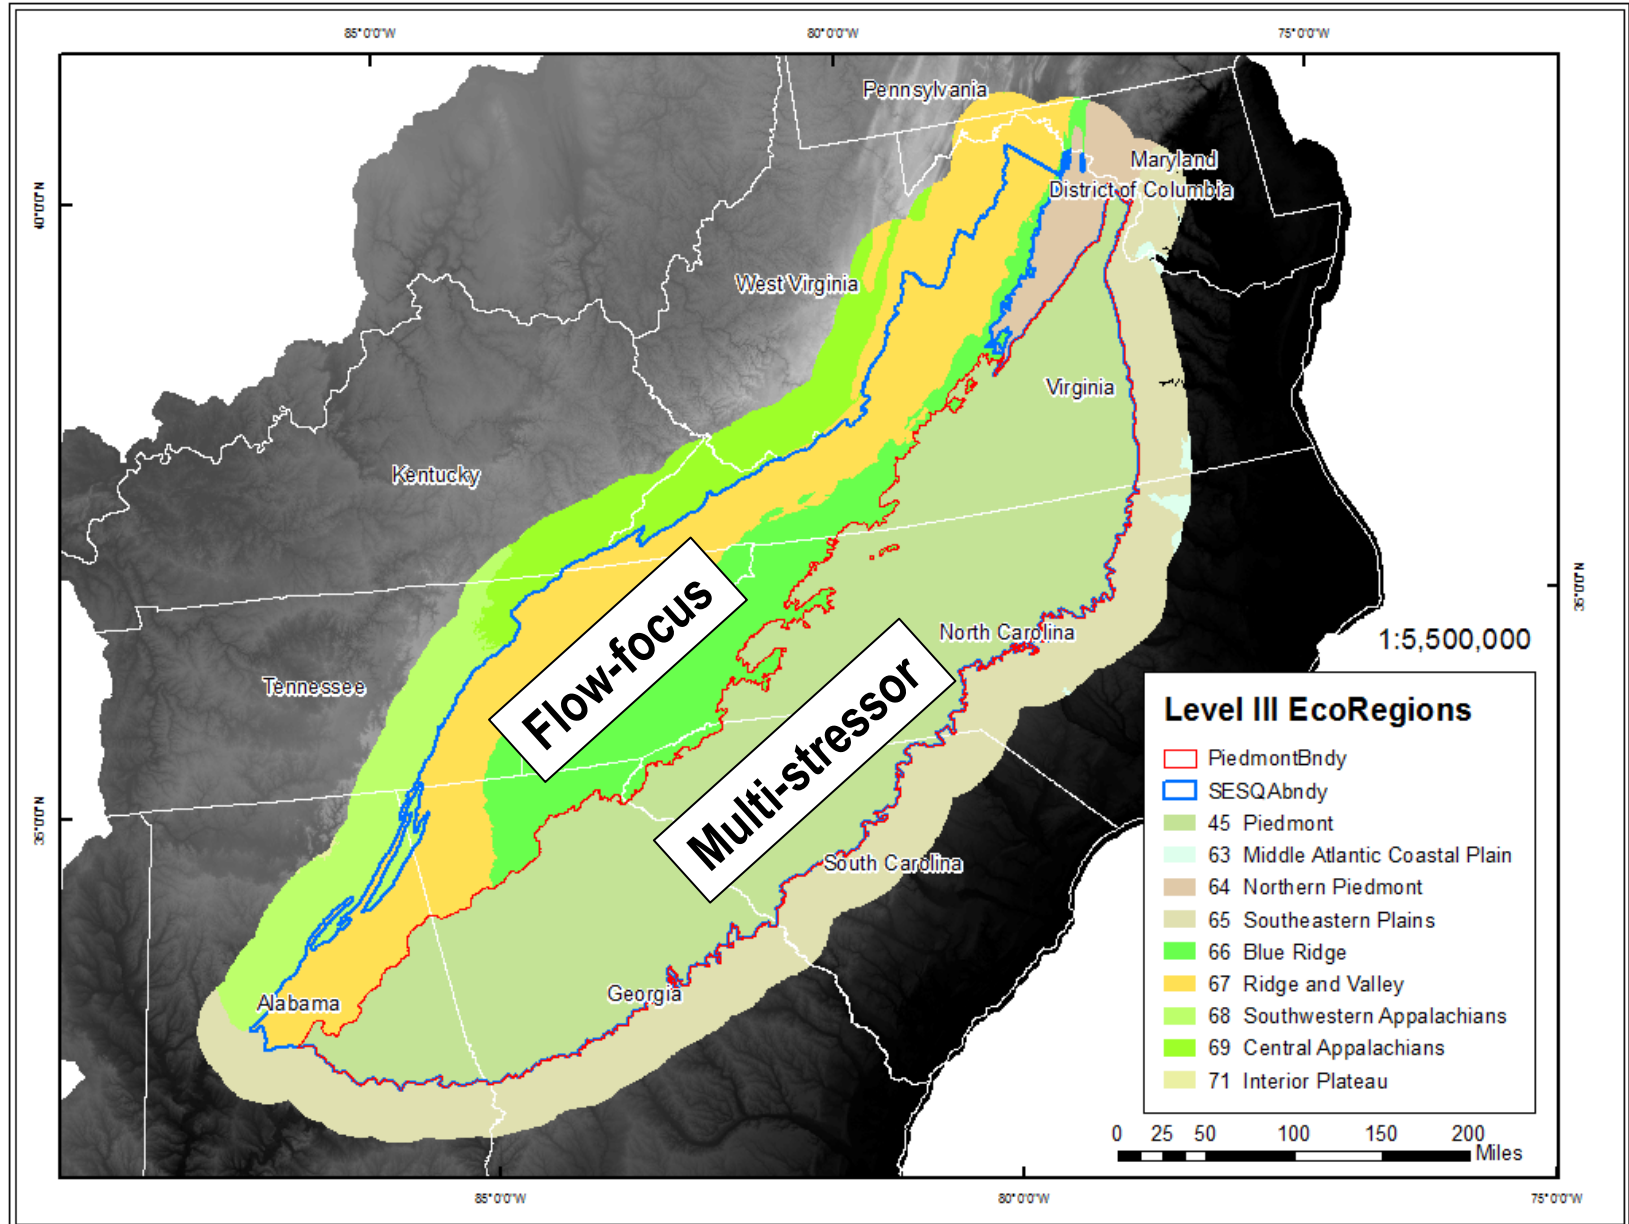 85°0'0"W
80°0'0"W
75°0'0"W
40°0'0"N
35°0'0"N
35°0'0"N
Pennsylvania
Maryland
District of Columbia
West Virginia
Virginia
Kentucky
North Carolina
Tennessee
South Carolina
Georgia
Alabama
Flow-focus
Multi-stressor
1:5,500,000
Level III EcoRegions
PiedmontBndy
SESQAbndy
45 Piedmont
63 Middle Atlantic Coastal Plain
64 Northern Piedmont
65 Southeastern Plains
66 Blue Ridge
67 Ridge and Valley
68 Southwestern Appalachians
69 Central Appalachians
71 Interior Plateau
0 25 50 100 150 200
Miles
85°0'0"W
80°0'0"W
75°0'0"W